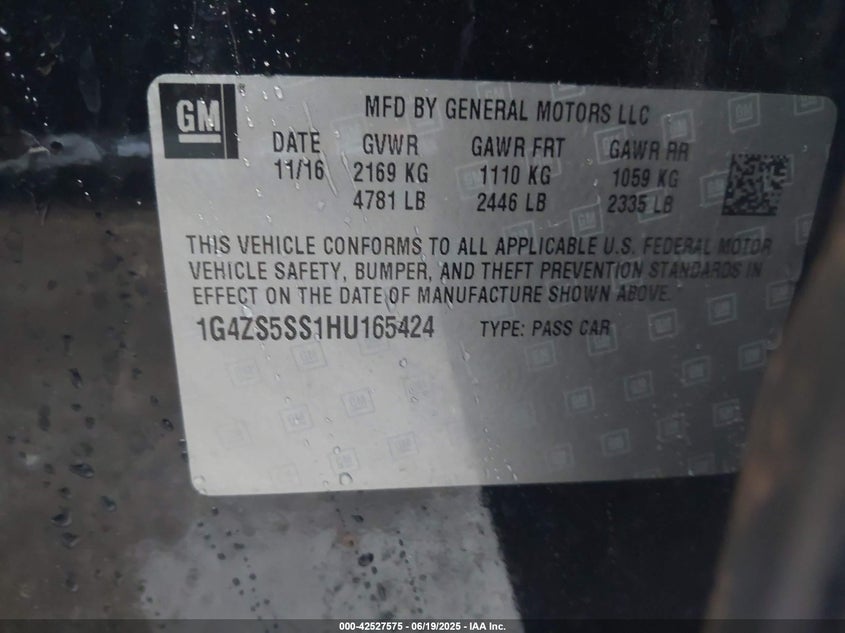 GM
MFD BY GENERAL MOTORS LLC
DATE GVWR GAWR FRT GAWR RR
11/16 2169 KG 1110 KG 1059 KG
4781 LB 2446 LB 2335 LB
THIS VEHICLE CONFORMS TO ALL APPLICABLE U.S. FEDERAL MOTOR
VEHICLE SAFETY, BUMPER, AND THEFT PREVENTION STANDARDS IN
EFFECT ON THE DATE OF MANUFACTURE SHOWN ABOVE.
1G4ZS5SS1HU165424 TYPE: PASS CAR
000-42527575 - 06/19/2025 - IAA Inc.